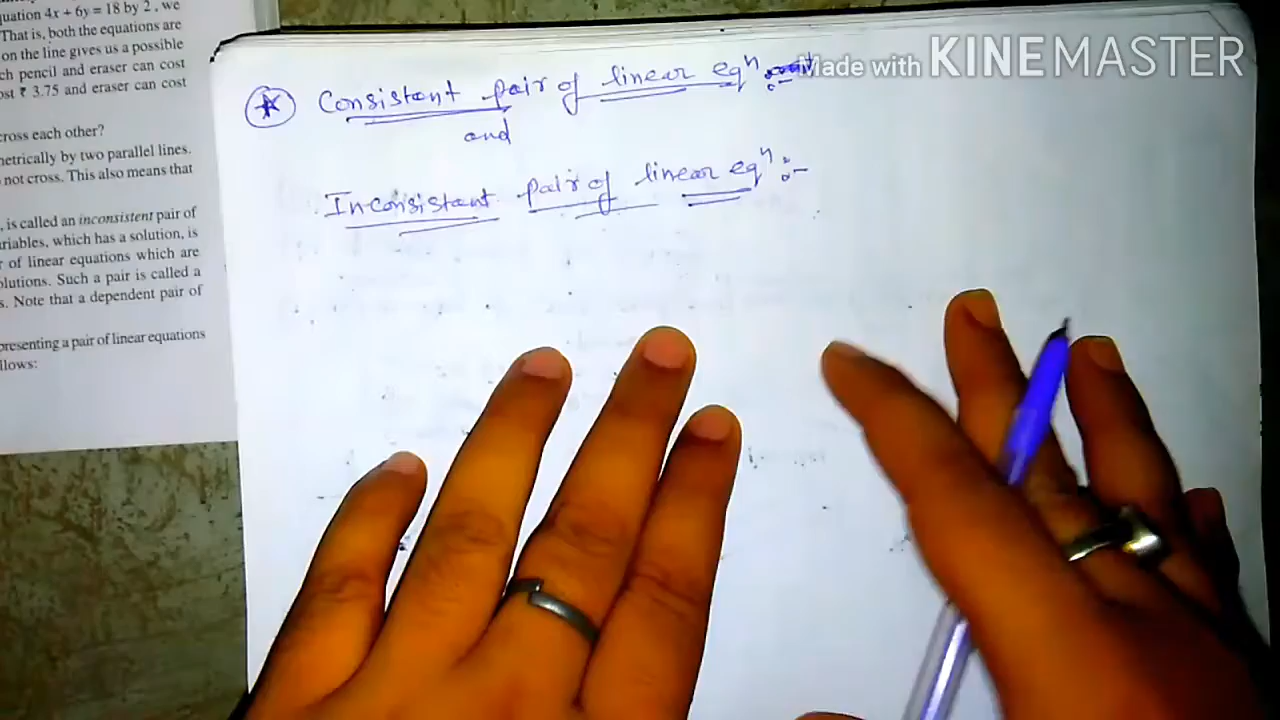 quation 4x + 6y = 18 by 2 , we
That is, both the equations are
on the line gives us a possible
ch pencil and eraser can cost
ost ₹ 3.75 and eraser can cost
cross each other?
netrically by two parallel lines.
not cross. This also means that
, is called an inconsistent pair of
riables, which has a solution, is
r of linear equations which are
olutions. Such a pair is called a
s. Note that a dependent pair of
presenting a pair of linear equations
llows:
Made with KINEMASTER
Consistant pair of linear eqⁿ
and
Inconsistant pair of linear eqⁿ :-